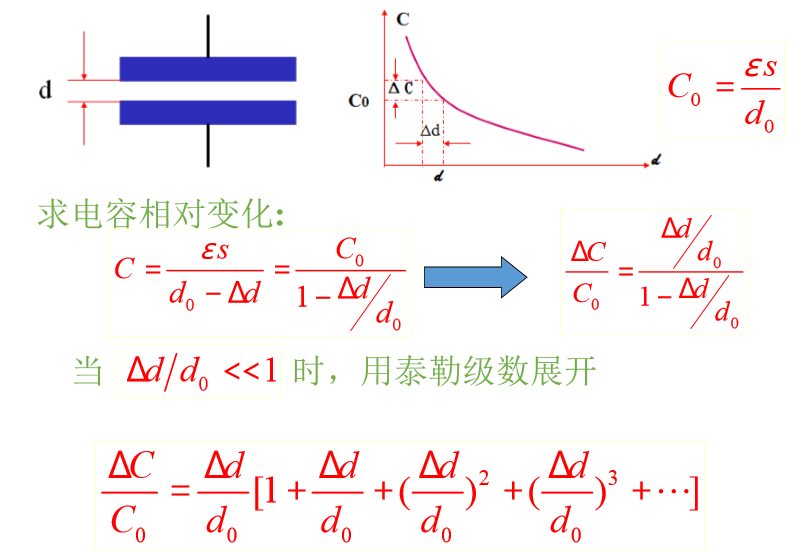 d
C
Δ C
C0
Δd
d
d
C₀ = εs / d₀
求电容相对变化:
C = εs / (d₀ − Δd) = C₀ / (1 − Δd/d₀)
ΔC / C₀ = (Δd/d₀) / (1 − Δd/d₀)
当 Δd/d₀ <<1 时，用泰勒级数展开
ΔC / C₀ = Δd / d₀ [1 + Δd / d₀ + (Δd / d₀)² + (Δd / d₀)³ + ⋯]